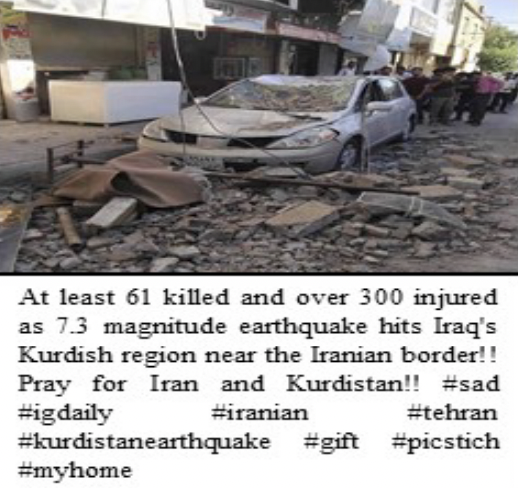 At least 61 killed and over 300 injured
as 7.3 magnitude earthquake hits Iraq's
Kurdish region near the Iranian border!!
Pray for Iran and Kurdistan!! #sad
#igdaily #iranian #tehran
#kurdistanearthquake #gift #picstich
#myhome